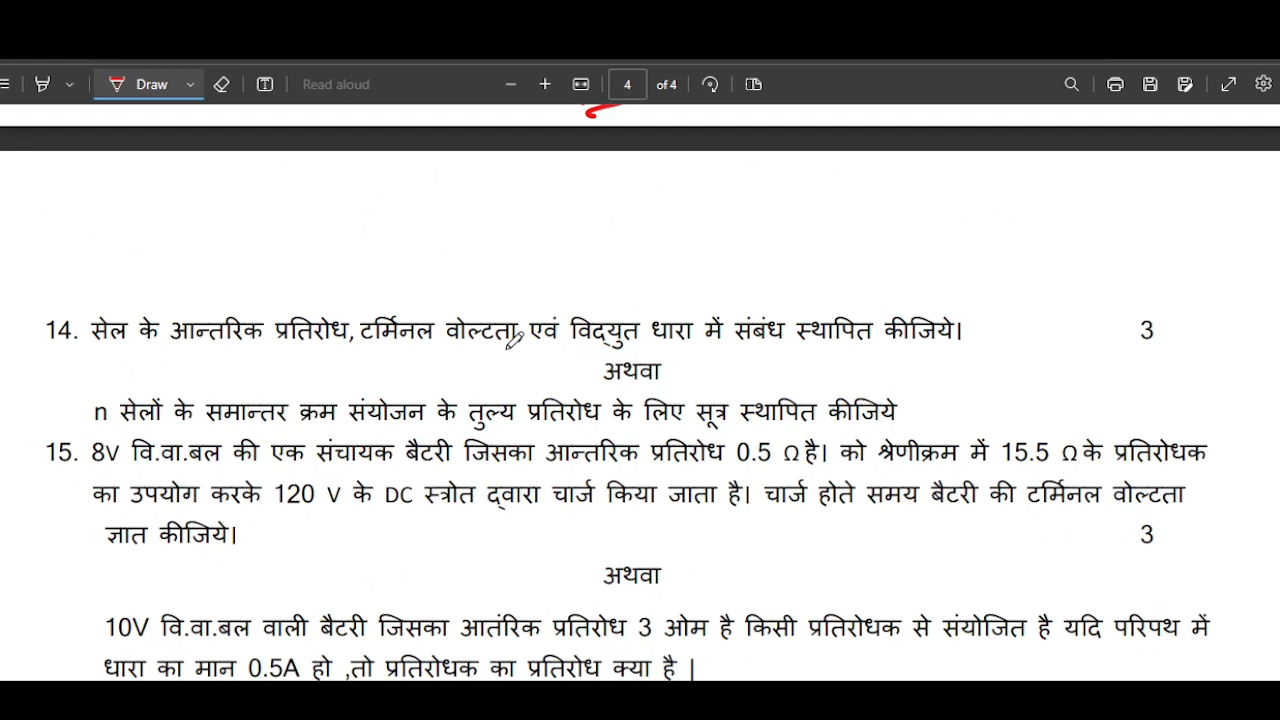 Draw
Read aloud
4
of 4
14. सेल के आन्तरिक प्रतिरोध, टर्मिनल वोल्टता एवं विद्युत धारा में संबंध स्थापित कीजिये। 3
अथवा
n सेलों के समान्तर क्रम संयोजन के तुल्य प्रतिरोध के लिए सूत्र स्थापित कीजिये
15. 8V वि.वा.बल की एक संचायक बैटरी जिसका आन्तरिक प्रतिरोध 0.5 Ω है। को श्रेणीक्रम में 15.5 Ω के प्रतिरोधक
का उपयोग करके 120 V के DC स्त्रोत द्वारा चार्ज किया जाता है। चार्ज होते समय बैटरी की टर्मिनल वोल्टता
ज्ञात कीजिये। 3
अथवा
10V वि.वा.बल वाली बैटरी जिसका आतंरिक प्रतिरोध 3 ओम है किसी प्रतिरोधक से संयोजित है यदि परिपथ में
धारा का मान 0.5A हो ,तो प्रतिरोधक का प्रतिरोध क्या है |